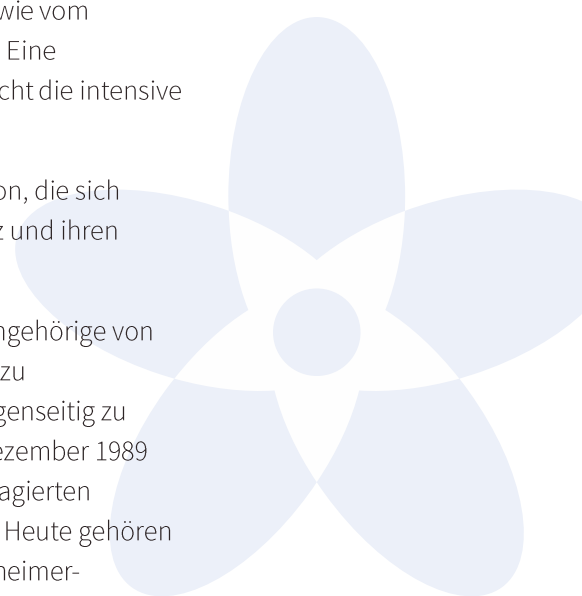 wie vom
Eine
cht die intensive
on, die sich
z und ihren
ngehörige von
zu
genseitig zu
ezember 1989
agierten
Heute gehören
heimer-